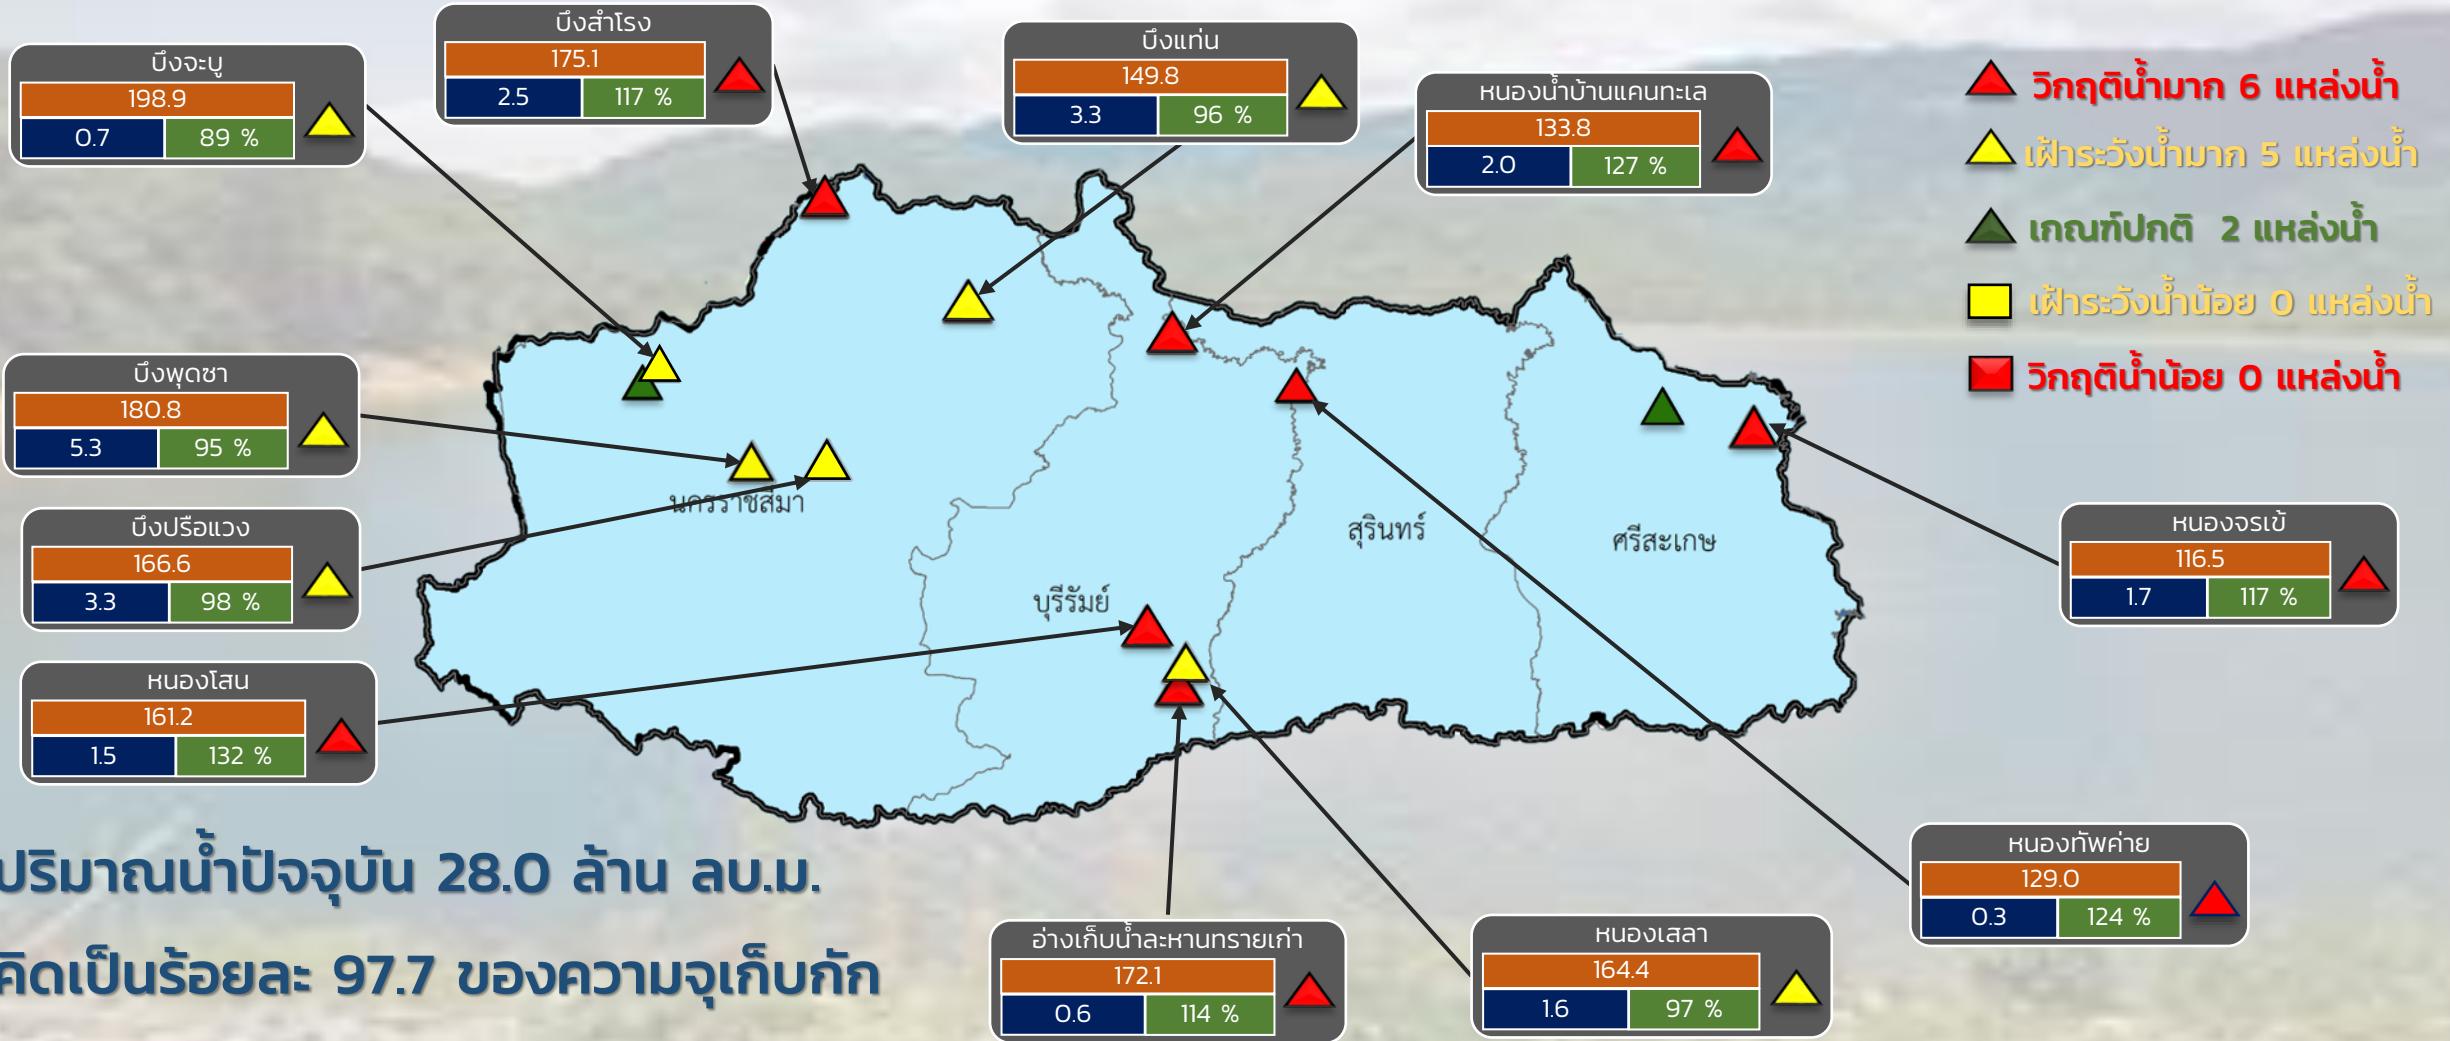 บึงจะบู
198.9
0.7 89 %
บึงสำโรง
175.1
2.5 117 %
บึงแท่น
149.8
3.3 96 %
หนองน้ำบ้านแคนทะเล
133.8
2.0 127 %
วิกฤติน้ำมาก 6 แหล่งน้ำ
เฝ้าระวังน้ำมาก 5 แหล่งน้ำ
เกณฑ์ปกติ 2 แหล่งน้ำ
เฝ้าระวังน้ำน้อย 0 แหล่งน้ำ
วิกฤติน้ำน้อย 0 แหล่งน้ำ
บึงพุดซา
180.8
5.3 95 %
บึงปรือแวง
166.6
3.3 98 %
หนองโสน
161.2
1.5 132 %
นครราชสีมา
บุรีรัมย์
สุรินทร์
ศรีสะเกษ
หนองจรเข้
116.5
1.7 117 %
หนองทัพค่าย
129.0
0.3 124 %
อ่างเก็บน้ำละหานทรายเก่า
172.1
0.6 114 %
หนองเสลา
164.4
1.6 97 %
ปริมาณน้ำปัจจุบัน 28.0 ล้าน ลบ.ม.
คิดเป็นร้อยละ 97.7 ของความจุเก็บกัก